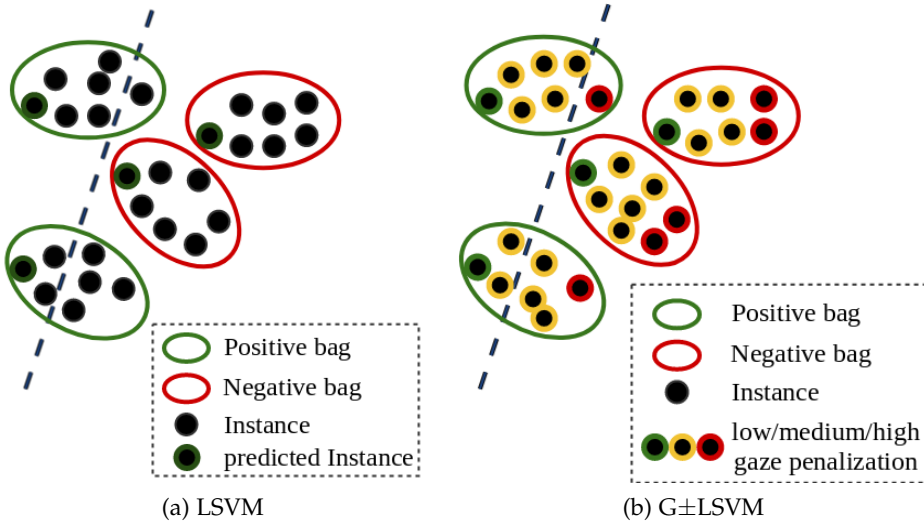 Positive bag
Negative bag
Instance
predicted Instance
(a) LSVM
Positive bag
Negative bag
Instance
low/medium/high
gaze penalization
(b) G±LSVM